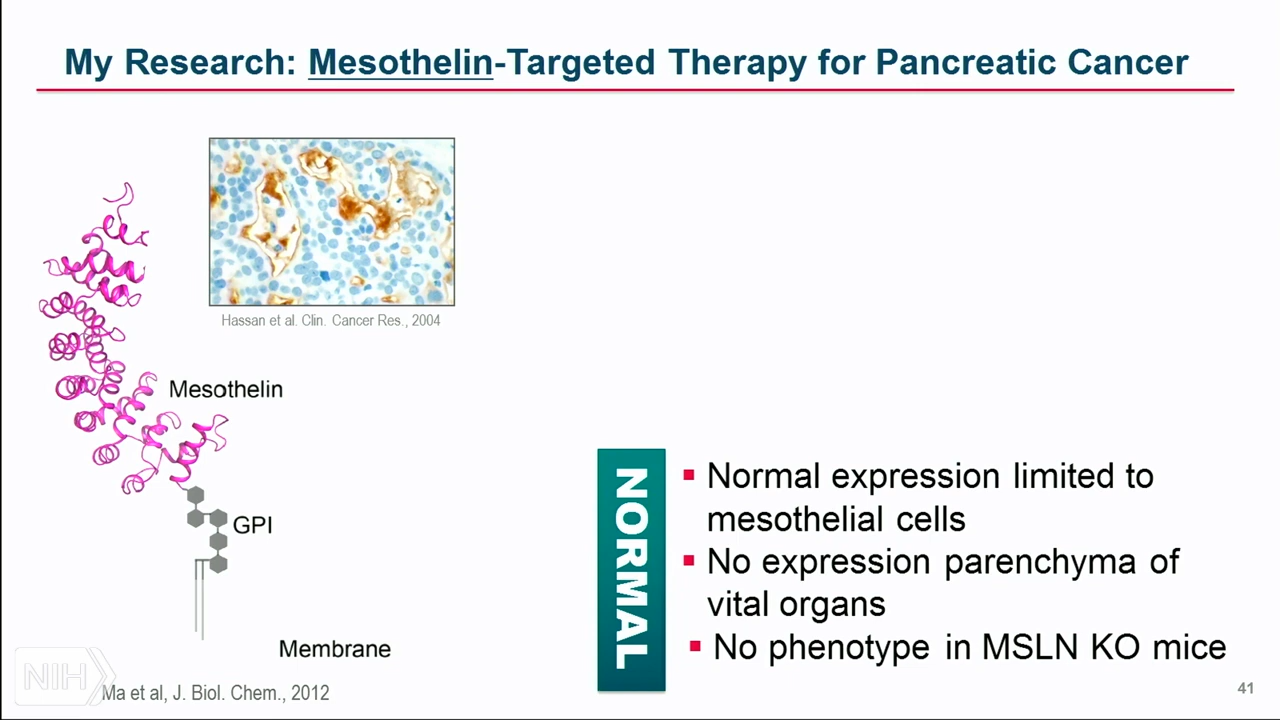 My Research: Mesothelin-Targeted Therapy for Pancreatic Cancer
Hassan et al. Clin. Cancer Res., 2004
Mesothelin
GPI
Membrane
NIH
Ma et al, J. Biol. Chem., 2012
NORMAL
▪ Normal expression limited to
mesothelial cells
▪ No expression parenchyma of
vital organs
▪ No phenotype in MSLN KO mice
41